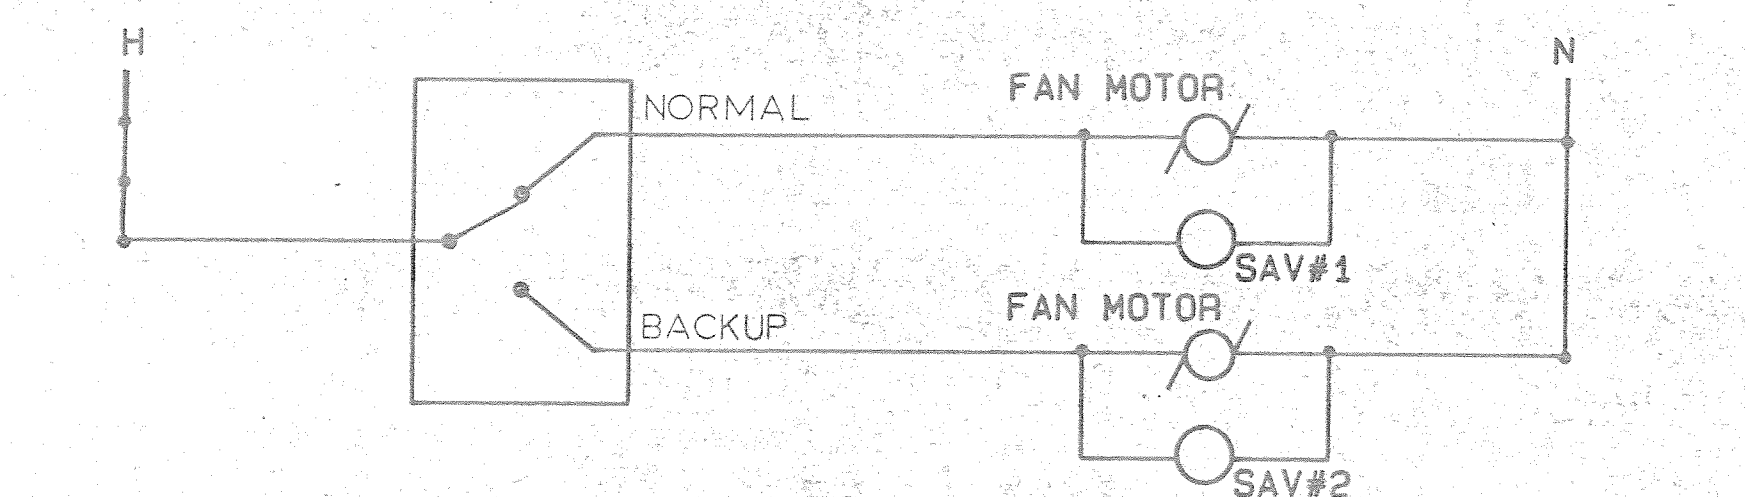 H
N
FAN MOTOR
NORMAL
SAV#1
FAN MOTOR
BACKUP
SAV#2